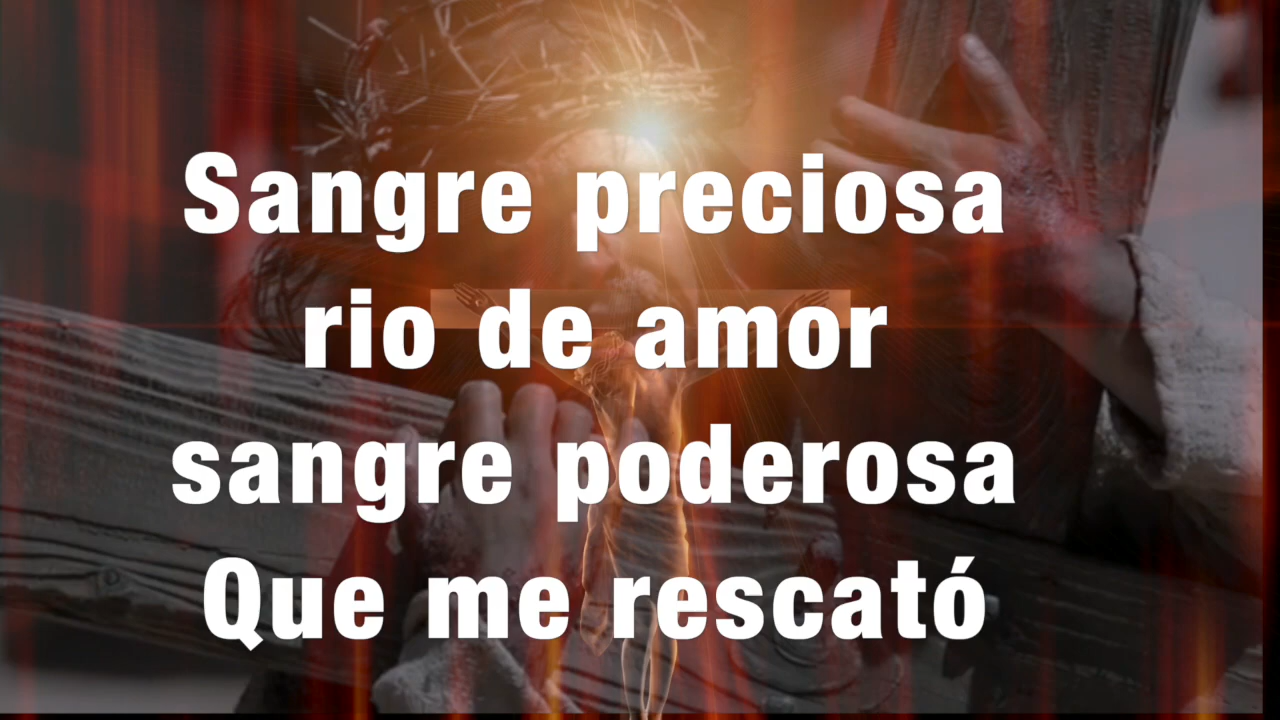 Sangre preciosa
rio de amor
sangre poderosa
Que me rescató